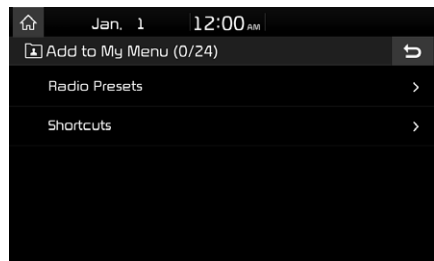 Jan. 1 12:00 AM
Add to My Menu (0/24)
Radio Presets
Shortcuts